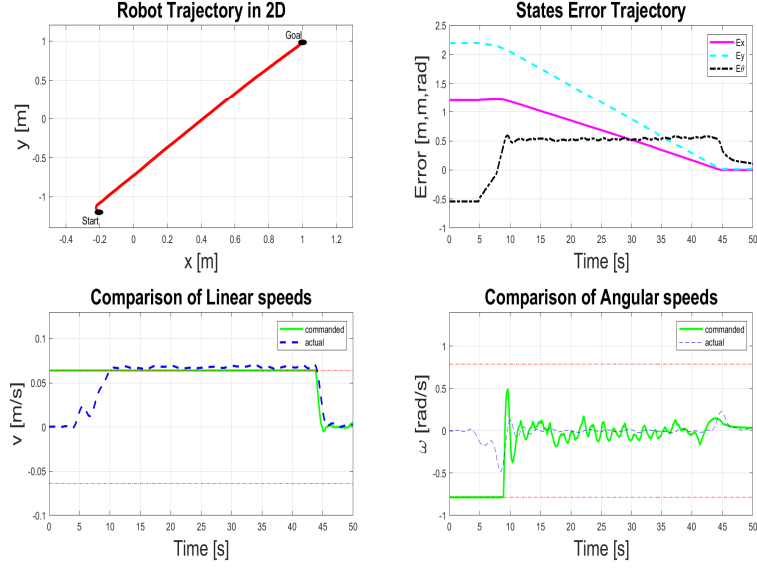 Robot Trajectory in 2D
Goal
Start
y [m]
1
0.5
0
-0.5
-1
-0.4
-0.2
0
0.2
0.4
0.6
0.8
1
1.2
x [m]
States Error Trajectory
Ex
Ey
Eθ
Error [m,m,rad]
2.5
2
1.5
1
0.5
0
-0.5
-1
0
5
10
15
20
25
30
35
40
45
50
Time [s]
Comparison of Linear speeds
commanded
actual
v [m/s]
0.1
0.05
0
-0.05
-0.1
0
10
20
30
40
50
Time [s]
Comparison of Angular speeds
commanded
actual
ω [rad/s]
1
0.5
0
-0.5
-1
0
5
10
15
20
25
30
35
40
45
50
Time [s]